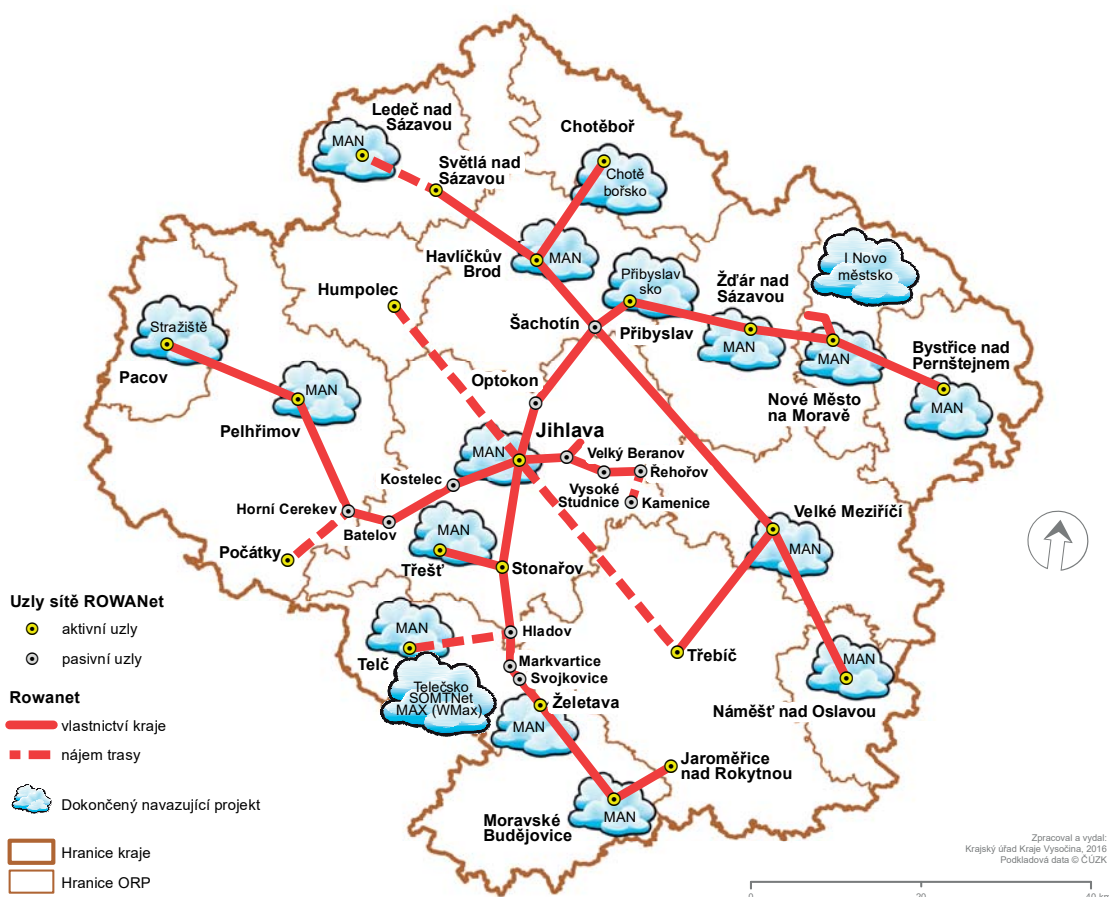 Ledeč nad
Sázavou
MAN
Světlá nad
Sázavou
Chotěboř
Chotě
bořsko
Havlíčkův
Brod
MAN
Přibyslav
sko
Přibyslav
Žďár nad
Sázavou
MAN
I Novo
městsko
Humpolec
Šachotín
Stražiště
Pacov
MAN
Nové Město
na Moravě
Bystřice nad
Pernštejnem
MAN
Optokon
MAN
Pelhřimov
Jihlava
MAN
Velký Beranov
Řehořov
Kostelec
Vysoké
Studnice
Kamenice
Horní Cerekev
Batelov
Velké Meziříčí
MAN
Počátky
MAN
Třešť
Stonařov
Uzly sítě ROWANet
aktivní uzly
pasivní uzly
MAN
Telč
Hladov
Třebíč
MAN
Náměšť nad Oslavou
Markvartice
Svojkovice
Telečsko
SOMTNet
MAX (WMax)
Želetava
MAN
Rowanet
vlastnictví kraje
nájem trasy
Dokončený navazující projekt
Jaroměřice
nad Rokytnou
Moravské
Budějovice
MAN
Hranice kraje
Hranice ORP
Zpracoval a vydal:
Krajský úřad Kraje Vysočina, 2016
Podkladová data © ČÚZK
0 20 40 km